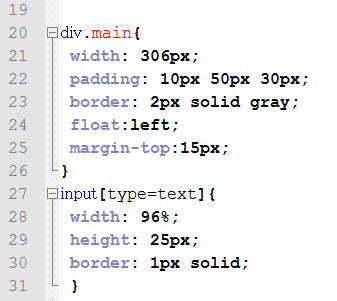 19
20 div.main{
21 width: 306px;
22 padding: 10px 50px 30px;
23 border: 2px solid gray;
24 float:left;
25 margin-top:15px;
26 }
27 input[type=text]{
28 width: 96%;
29 height: 25px;
30 border: 1px solid;
31 }